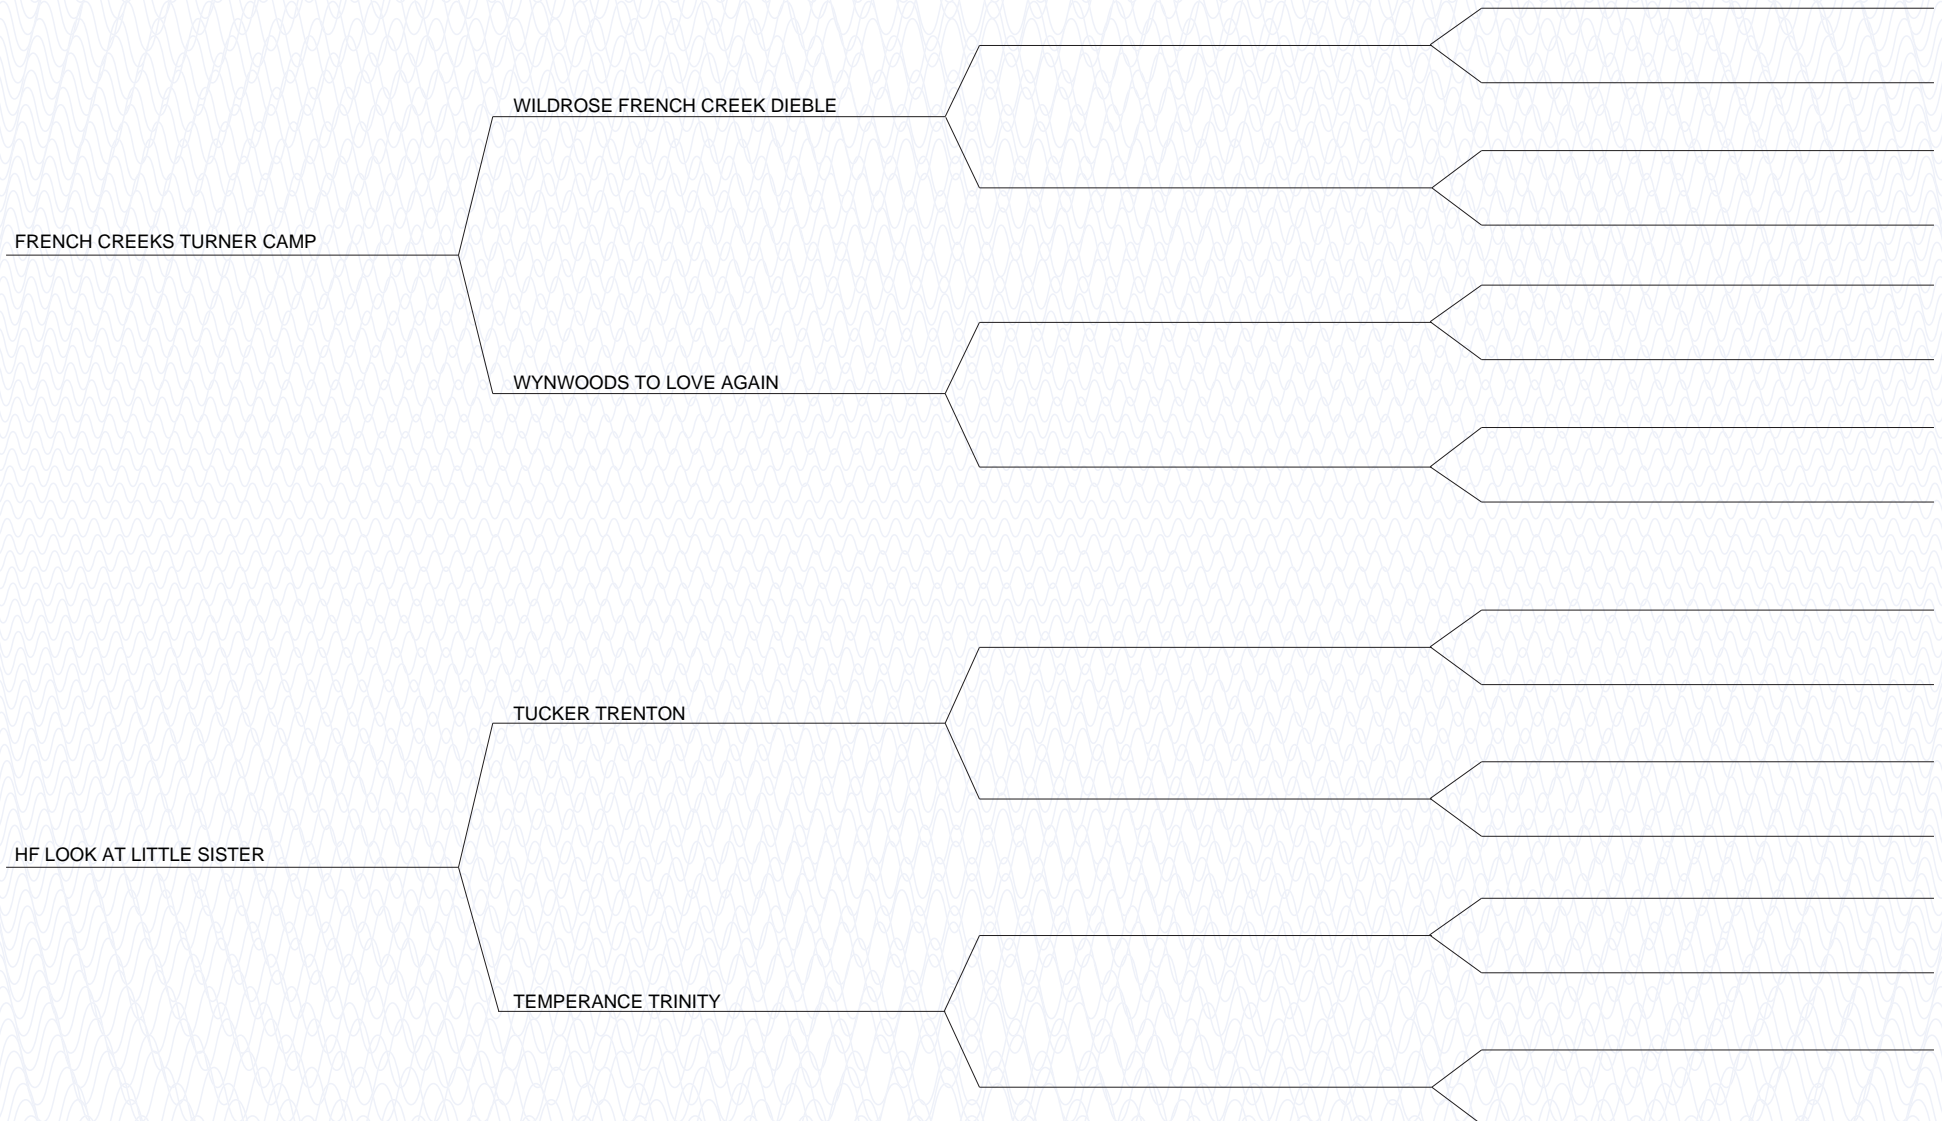 WILDROSE FRENCH CREEK DIEBLE
FRENCH CREEKS TURNER CAMP
WYNWOODS TO LOVE AGAIN
TUCKER TRENTON
HF LOOK AT LITTLE SISTER
TEMPERANCE TRINITY